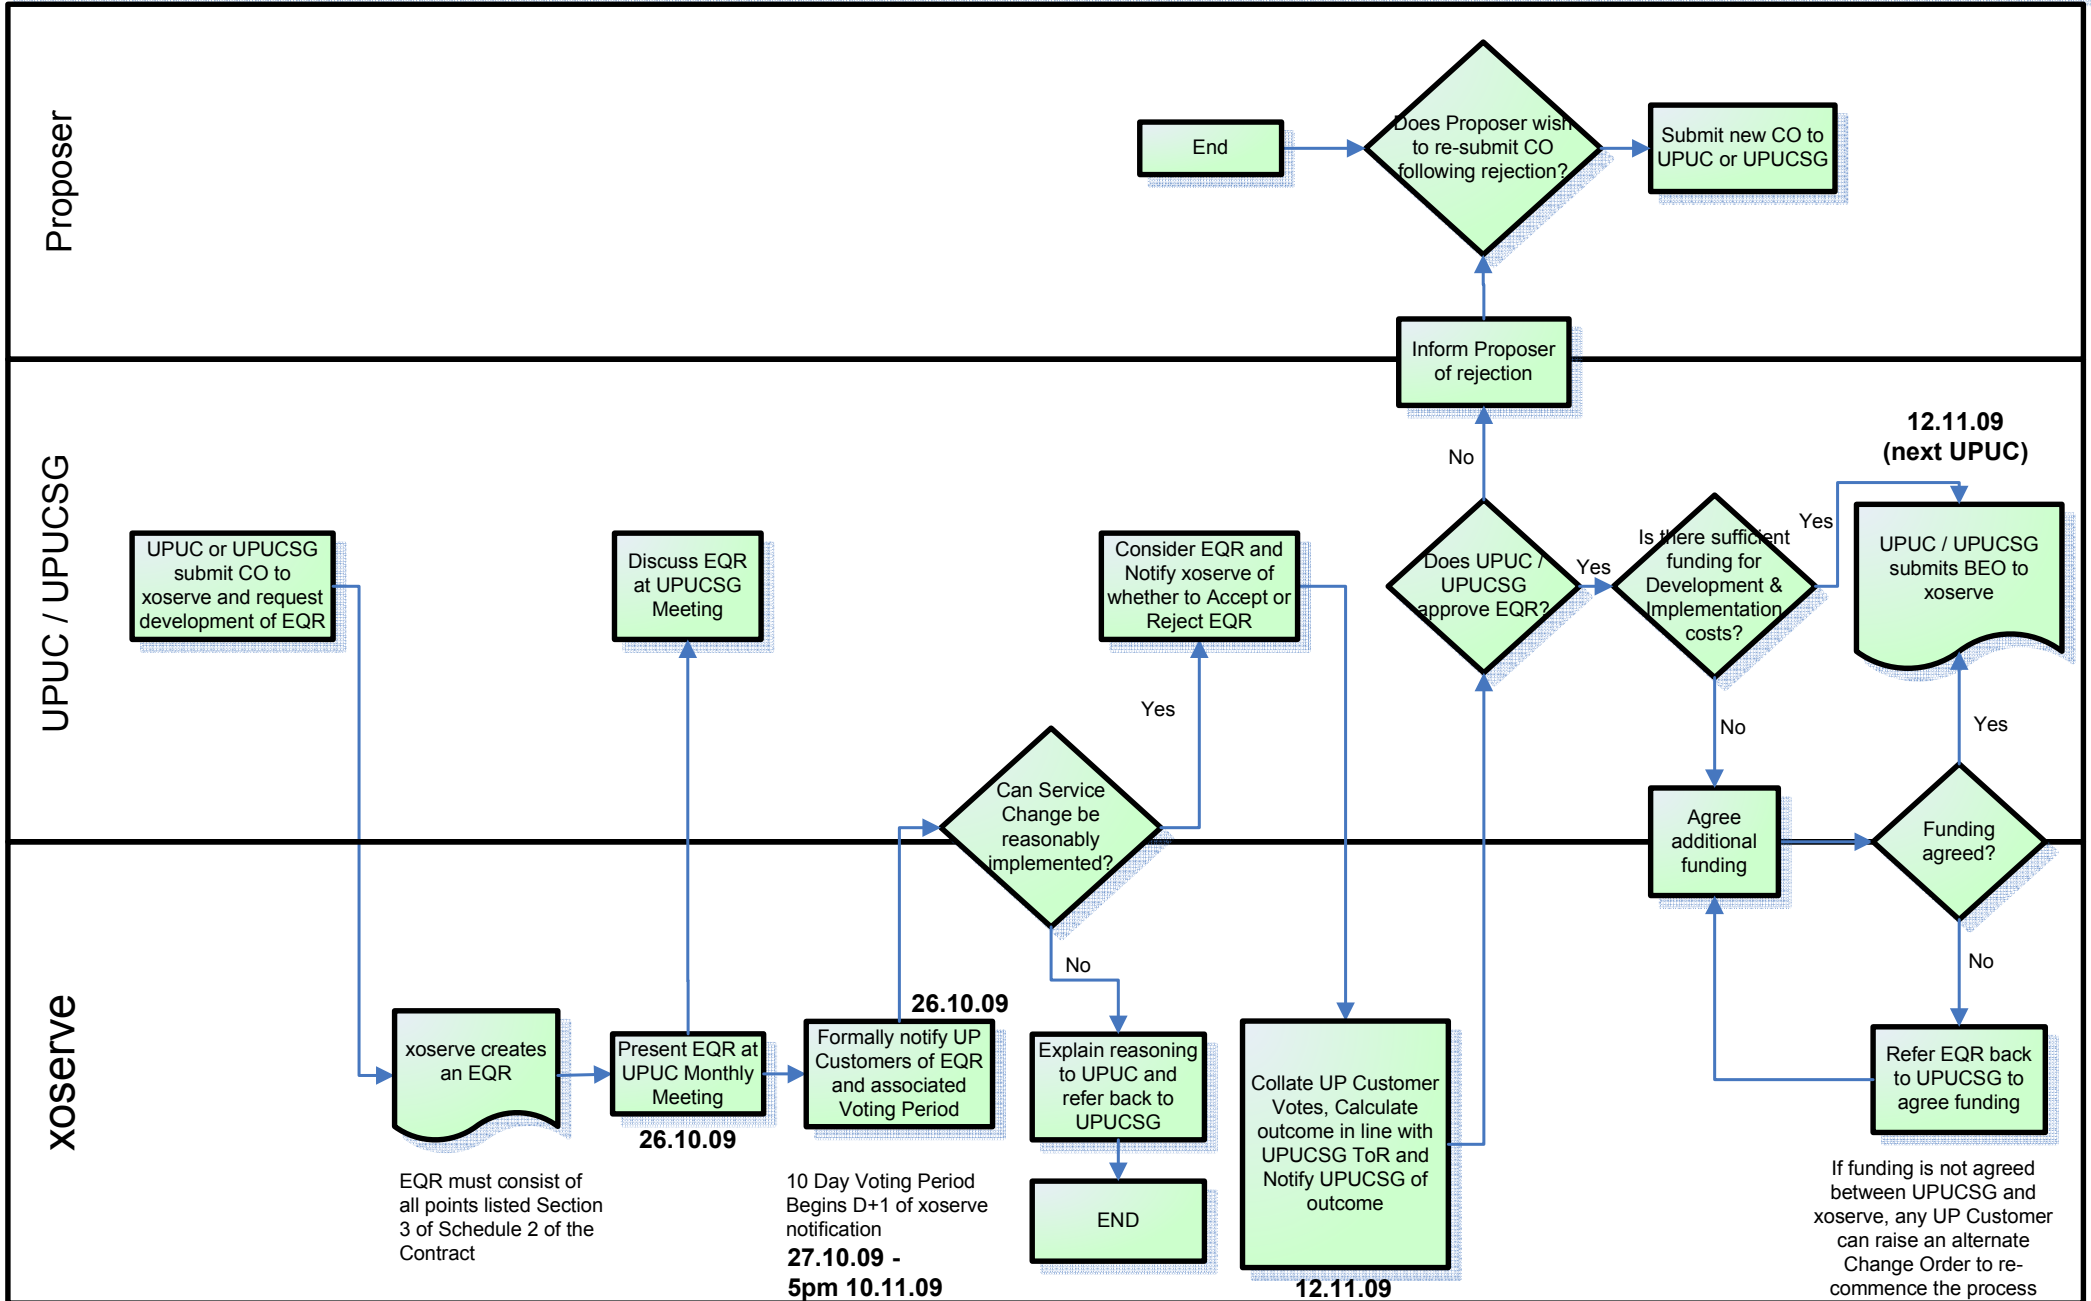 Proposer
End
Does Proposer wish
to re-submit CO
following rejection?
Submit new CO to
UPUC or UPUCSG
Inform Proposer
of rejection
UPUC / UPUCSG
UPUC or UPUCSG
submit CO to
xoserve and request
development of EQR
Discuss EQR
at UPUCSG
Meeting
Consider EQR and
Notify xoserve of
whether to Accept or
Reject EQR
No
Does UPUC /
UPUCSG
approve EQR?
Yes
Is there sufficient
funding for
Development &
Implementation
costs?
Yes
12.11.09
(next UPUC)
UPUC / UPUCSG
submits BEO to
xoserve
Yes
No
Yes
Can Service
Change be
reasonably
implemented?
Agree
additional
funding
Funding
agreed?
No
No
xoserve
xoserve creates
an EQR
Present EQR at
UPUC Monthly
Meeting
26.10.09
26.10.09
Formally notify UP
Customers of EQR
and associated
Voting Period
Explain reasoning
to UPUC and
refer back to
UPUCSG
END
Collate UP Customer
Votes, Calculate
outcome in line with
UPUCSG ToR and
Notify UPUCSG of
outcome
12.11.09
Refer EQR back
to UPUCSG to
agree funding
EQR must consist of
all points listed Section
3 of Schedule 2 of the
Contract
10 Day Voting Period
Begins D+1 of xoserve
notification
27.10.09 -
5pm 10.11.09
If funding is not agreed
between UPUCSG and
xoserve, any UP Customer
can raise an alternate
Change Order to re-
commence the process